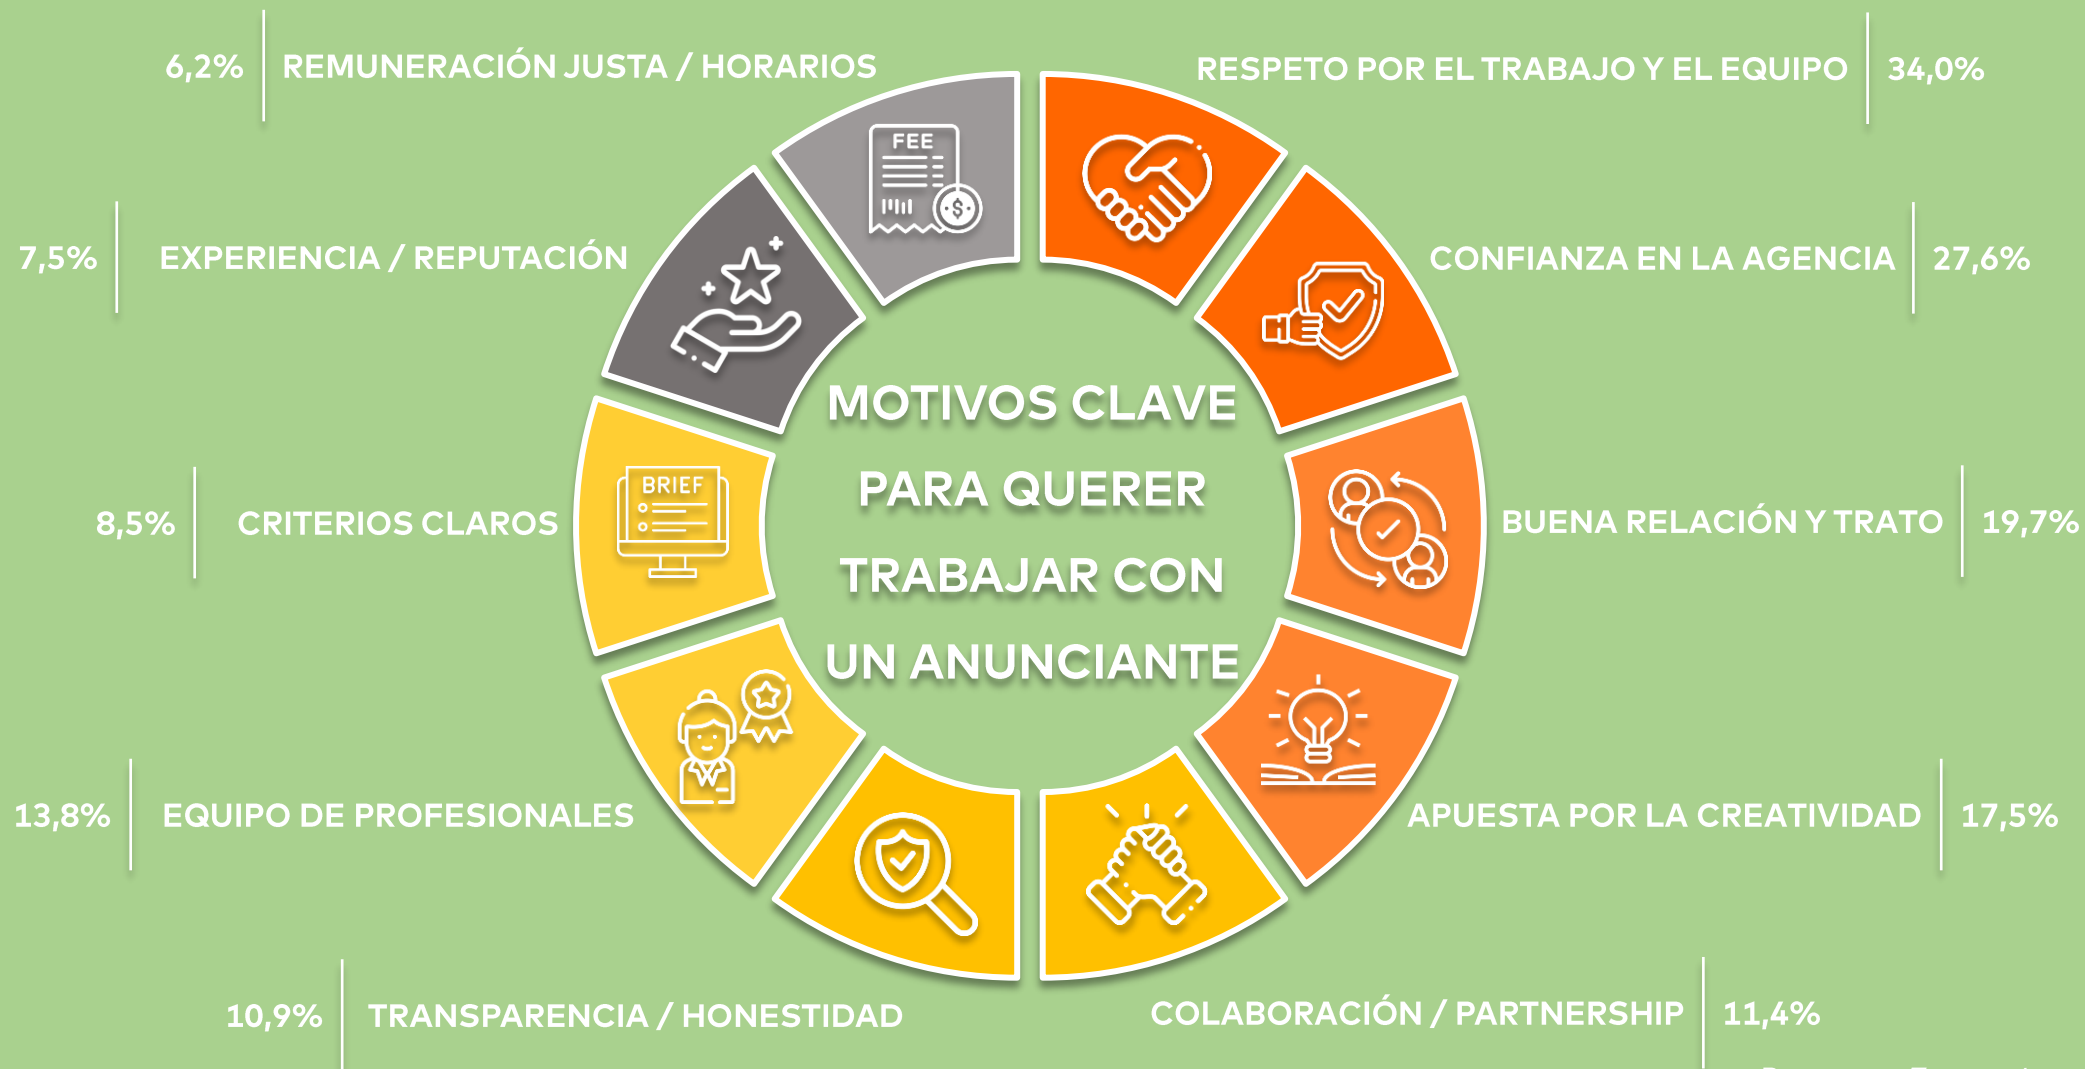 6,2% REMUNERACIÓN JUSTA / HORARIOS
RESPETO POR EL TRABAJO Y EL EQUIPO 34,0%
FEE
$
7,5% EXPERIENCIA / REPUTACIÓN
CONFIANZA EN LA AGENCIA 27,6%
MOTIVOS CLAVE
PARA QUERER
TRABAJAR CON
UN ANUNCIANTE
BRIEF
8,5% CRITERIOS CLAROS
BUENA RELACIÓN Y TRATO 19,7%
13,8% EQUIPO DE PROFESIONALES
APUESTA POR LA CREATIVIDAD 17,5%
10,9% TRANSPARENCIA / HONESTIDAD
COLABORACIÓN / PARTNERSHIP 11,4%